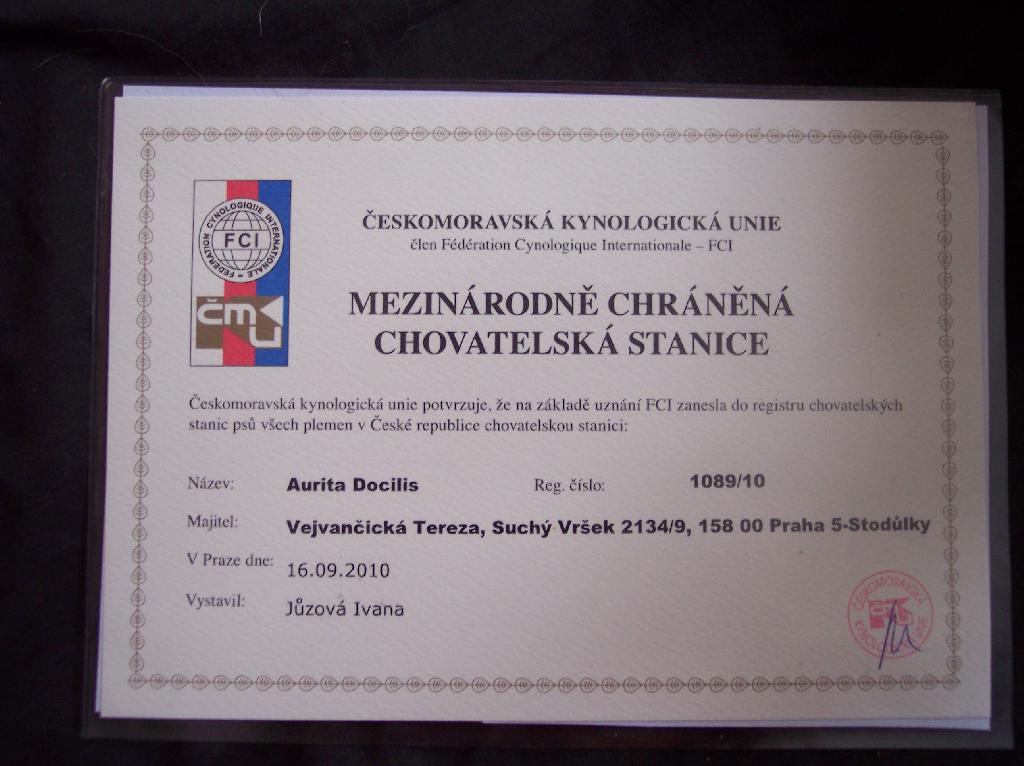 FEDERATION CYNOLOGIQUE INTERNATIONALE
FCI
čmku
ČESKOMORAVSKÁ KYNOLOGICKÁ UNIE
člen Fédération Cynologique Internationale – FCI
MEZINÁRODNĚ CHRÁNĚNÁ
CHOVATELSKÁ STANICE
Českomoravská kynologická unie potvrzuje, že na základě uznání FCI zanesla do registru chovatelských
stanic psů všech plemen v České republice chovatelskou stanici:
Název: Aurita Docilis Reg. číslo: 1089/10
Majitel: Vejvančická Tereza, Suchý Vršek 2134/9, 158 00 Praha 5-Stodůlky
V Praze dne: 16.09.2010
Vystavil: Jůzová Ivana
ČESKOMORAVSKÁ
UNIE